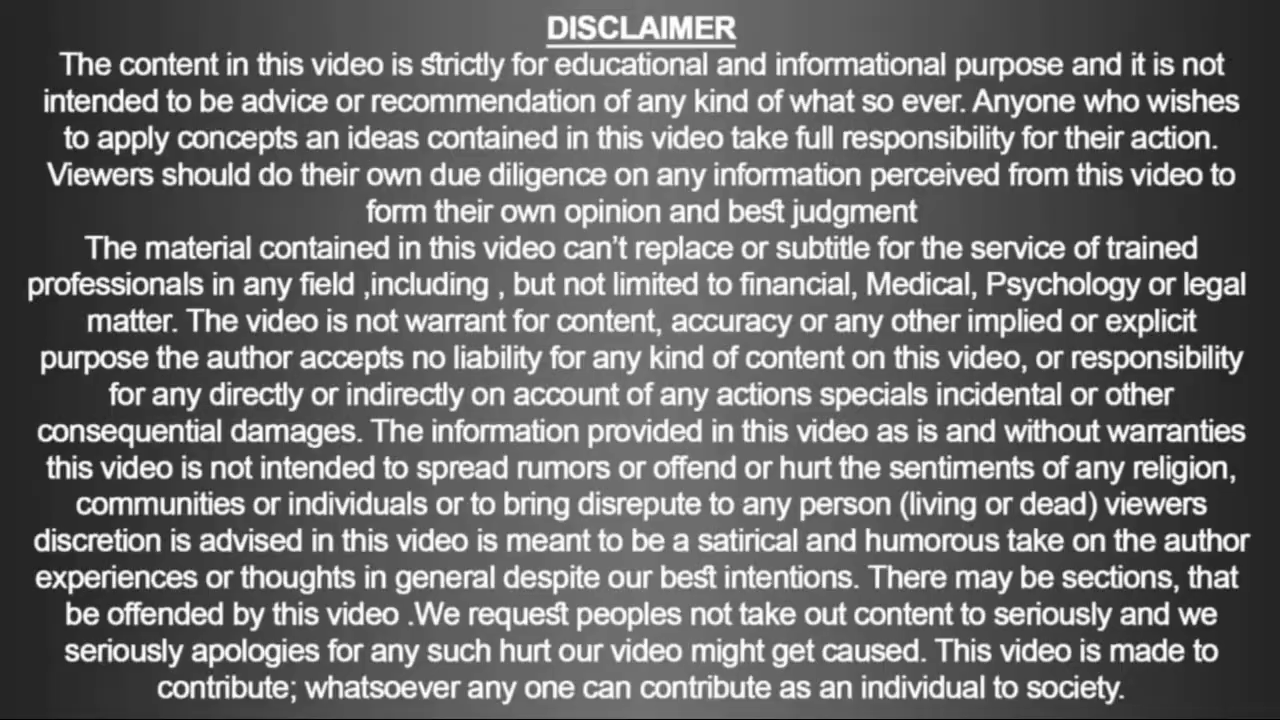 DISCLAIMER
The content in this video is strictly for educational and informational purpose and it is not
intended to be advice or recommendation of any kind of what so ever. Anyone who wishes
to apply concepts an ideas contained in this video take full responsibility for their action.
Viewers should do their own due diligence on any information perceived from this video to
form their own opinion and best judgment
The material contained in this video can’t replace or subtitle for the service of trained
professionals in any field ,including , but not limited to financial, Medical, Psychology or legal
matter. The video is not warrant for content, accuracy or any other implied or explicit
purpose the author accepts no liability for any kind of content on this video, or responsibility
for any directly or indirectly on account of any actions specials incidental or other
consequential damages. The information provided in this video as is and without warranties
this video is not intended to spread rumors or offend or hurt the sentiments of any religion,
communities or individuals or to bring disrepute to any person (living or dead) viewers
discretion is advised in this video is meant to be a satirical and humorous take on the author
experiences or thoughts in general despite our best intentions. There may be sections, that
be offended by this video .We request peoples not take out content to seriously and we
seriously apologies for any such hurt our video might get caused. This video is made to
contribute; whatsoever any one can contribute as an individual to society.